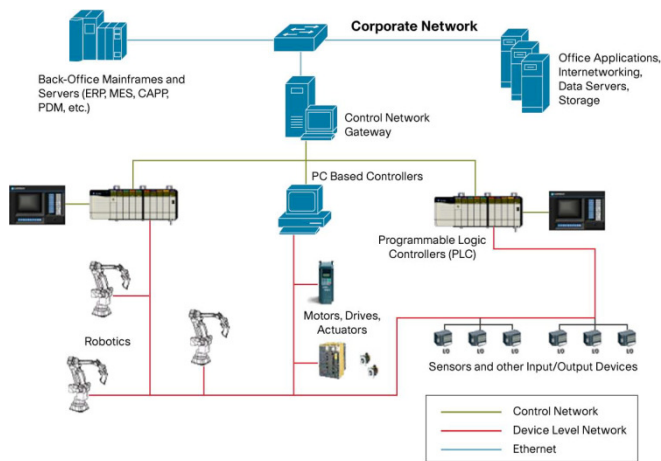 Corporate Network
Back-Office Mainframes and
Servers (ERP, MES, CAPP,
PDM, etc.)
Office Applications,
Internetworking,
Data Servers,
Storage
Control Network
Gateway
PC Based Controllers
Programmable Logic
Controllers (PLC)
Motors, Drives,
Actuators
Robotics
I/O
I/O
I/O
I/O
I/O
I/O
Sensors and other Input/Output Devices
Control Network
Device Level Network
Ethernet